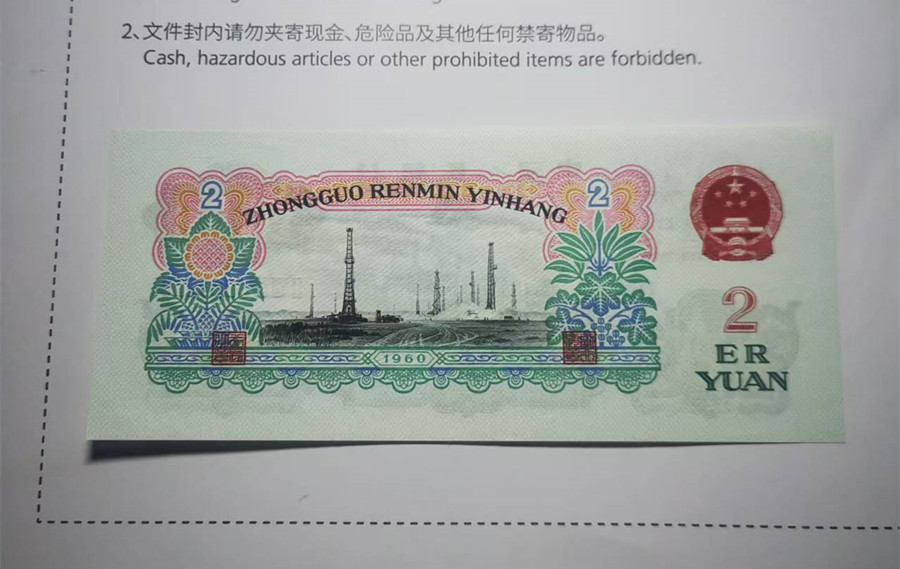 2、文件封内请勿夹寄现金、危险品及其他任何禁寄物品。
Cash, hazardous articles or other prohibited items are forbidden.
2
ZHONGGUO RENMIN YINHANG
2
2
ER
YUAN
1960